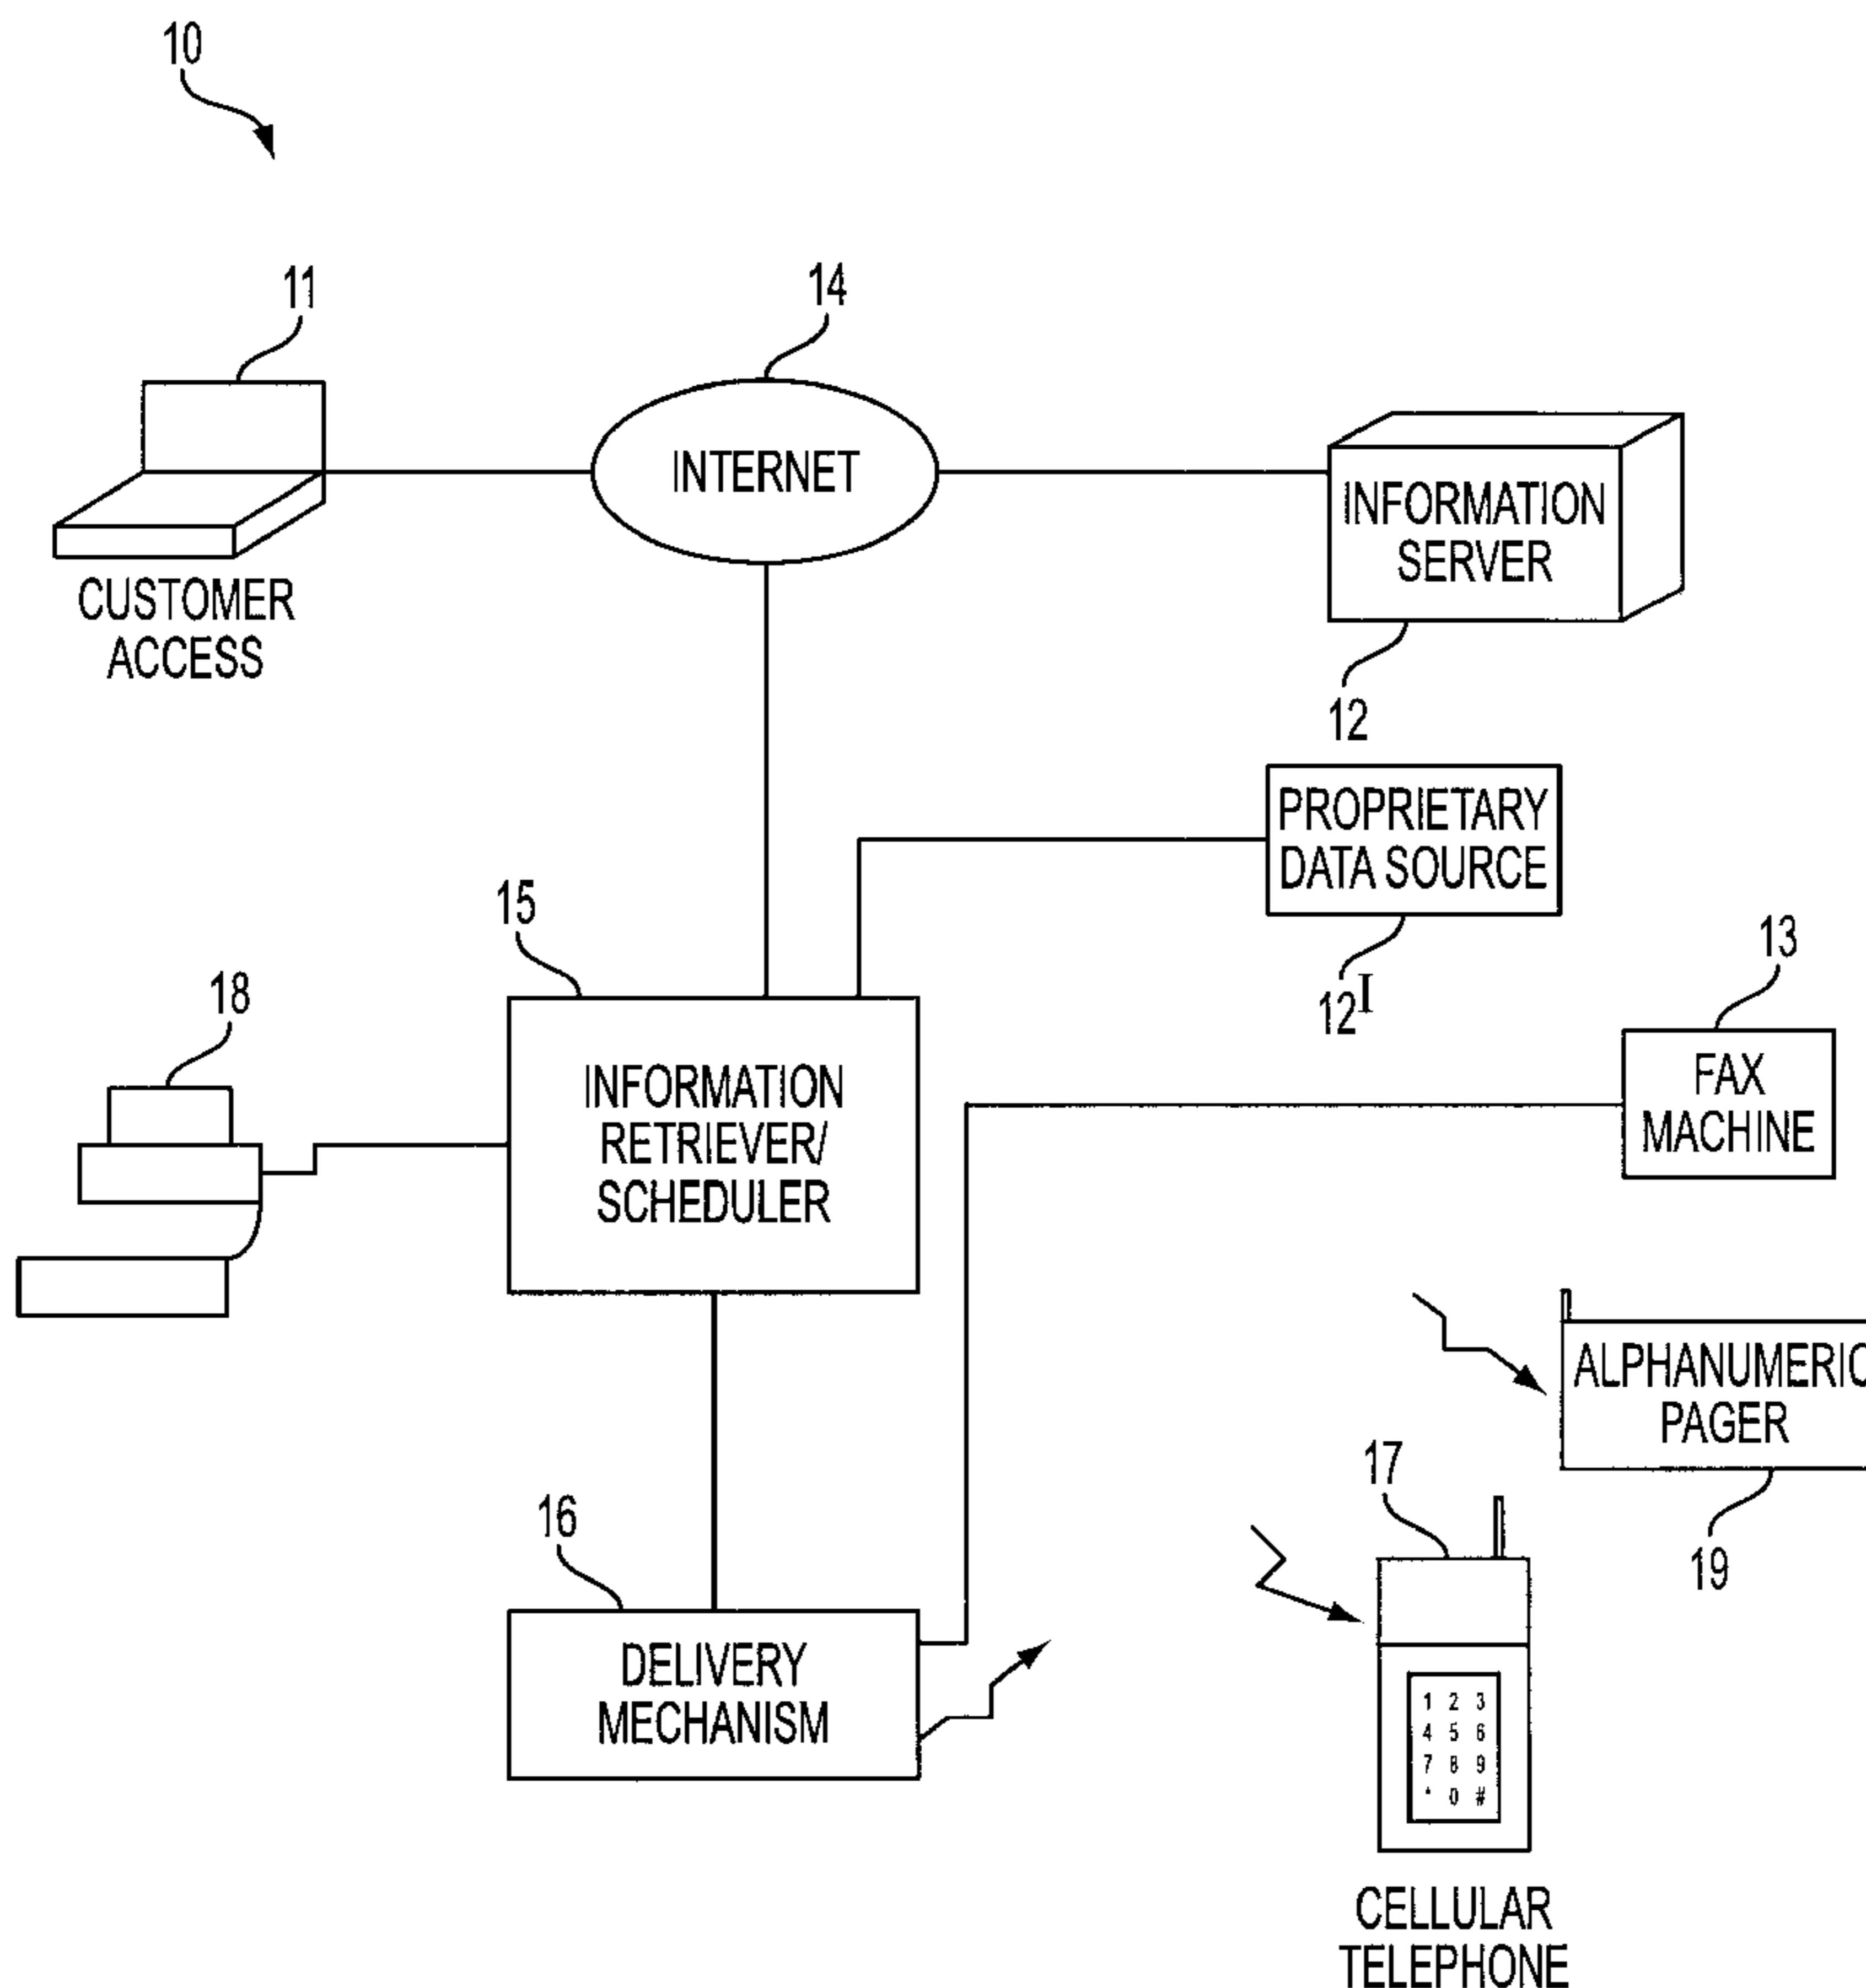 10
11
14
INTERNET
INFORMATION
SERVER
CUSTOMER
ACCESS
12
PROPRIETARY
DATA SOURCE
15
13
18
12I
FAX
MACHINE
INFORMATION
RETRIEVER/
SCHEDULER
ALPHANUMERIC
PAGER
17
16
19
DELIVERY
MECHANISM
1 2 3
4 5 6
7 8 9
* 0 #
CELLULAR
TELEPHONE